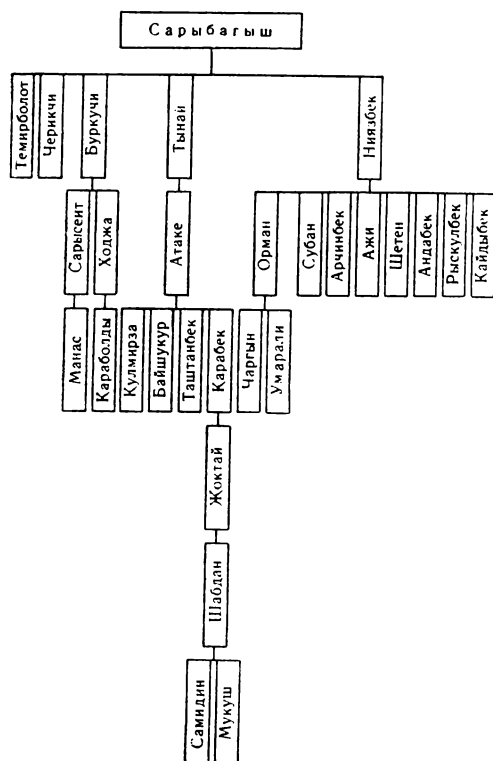 Сарыбагыш
Темирболот
Черикчи
Буркучи
Тынай
Ниязбек
Сарысеит
Ходжа
Атаке
Орман
Субан
Арчинбек
Ажи
Шетен
Андабек
Рыскулбек
Кайдыбек
Манас
Караболды
Кулмирза
Байшукур
Таштанбек
Карабек
Чаргын
Умарали
Жоктай
Шабдан
Самидин
Мукуш